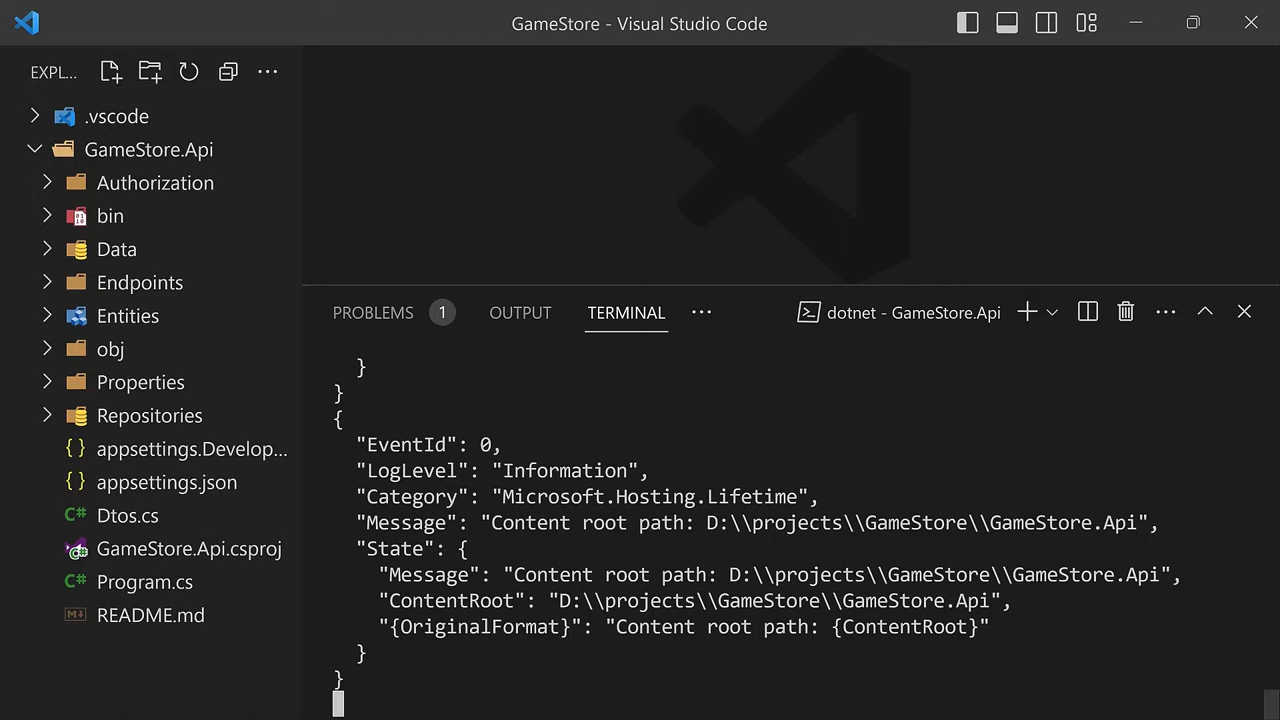 GameStore - Visual Studio Code
EXPL...
.vscode
GameStore.Api
Authorization
bin
Data
Endpoints
Entities
obj
Properties
Repositories
appsettings.Develop...
appsettings.json
Dtos.cs
GameStore.Api.csproj
Program.cs
README.md
PROBLEMS 1 OUTPUT TERMINAL ... dotnet - GameStore.Api
}
}
{
"EventId": 0,
"LogLevel": "Information",
"Category": "Microsoft.Hosting.Lifetime",
"Message": "Content root path: D:\\projects\\GameStore\\GameStore.Api",
"State": {
"Message": "Content root path: D:\\projects\\GameStore\\GameStore.Api",
"ContentRoot": "D:\\projects\\GameStore\\GameStore.Api",
"{OriginalFormat}": "Content root path: {ContentRoot}"
}
}